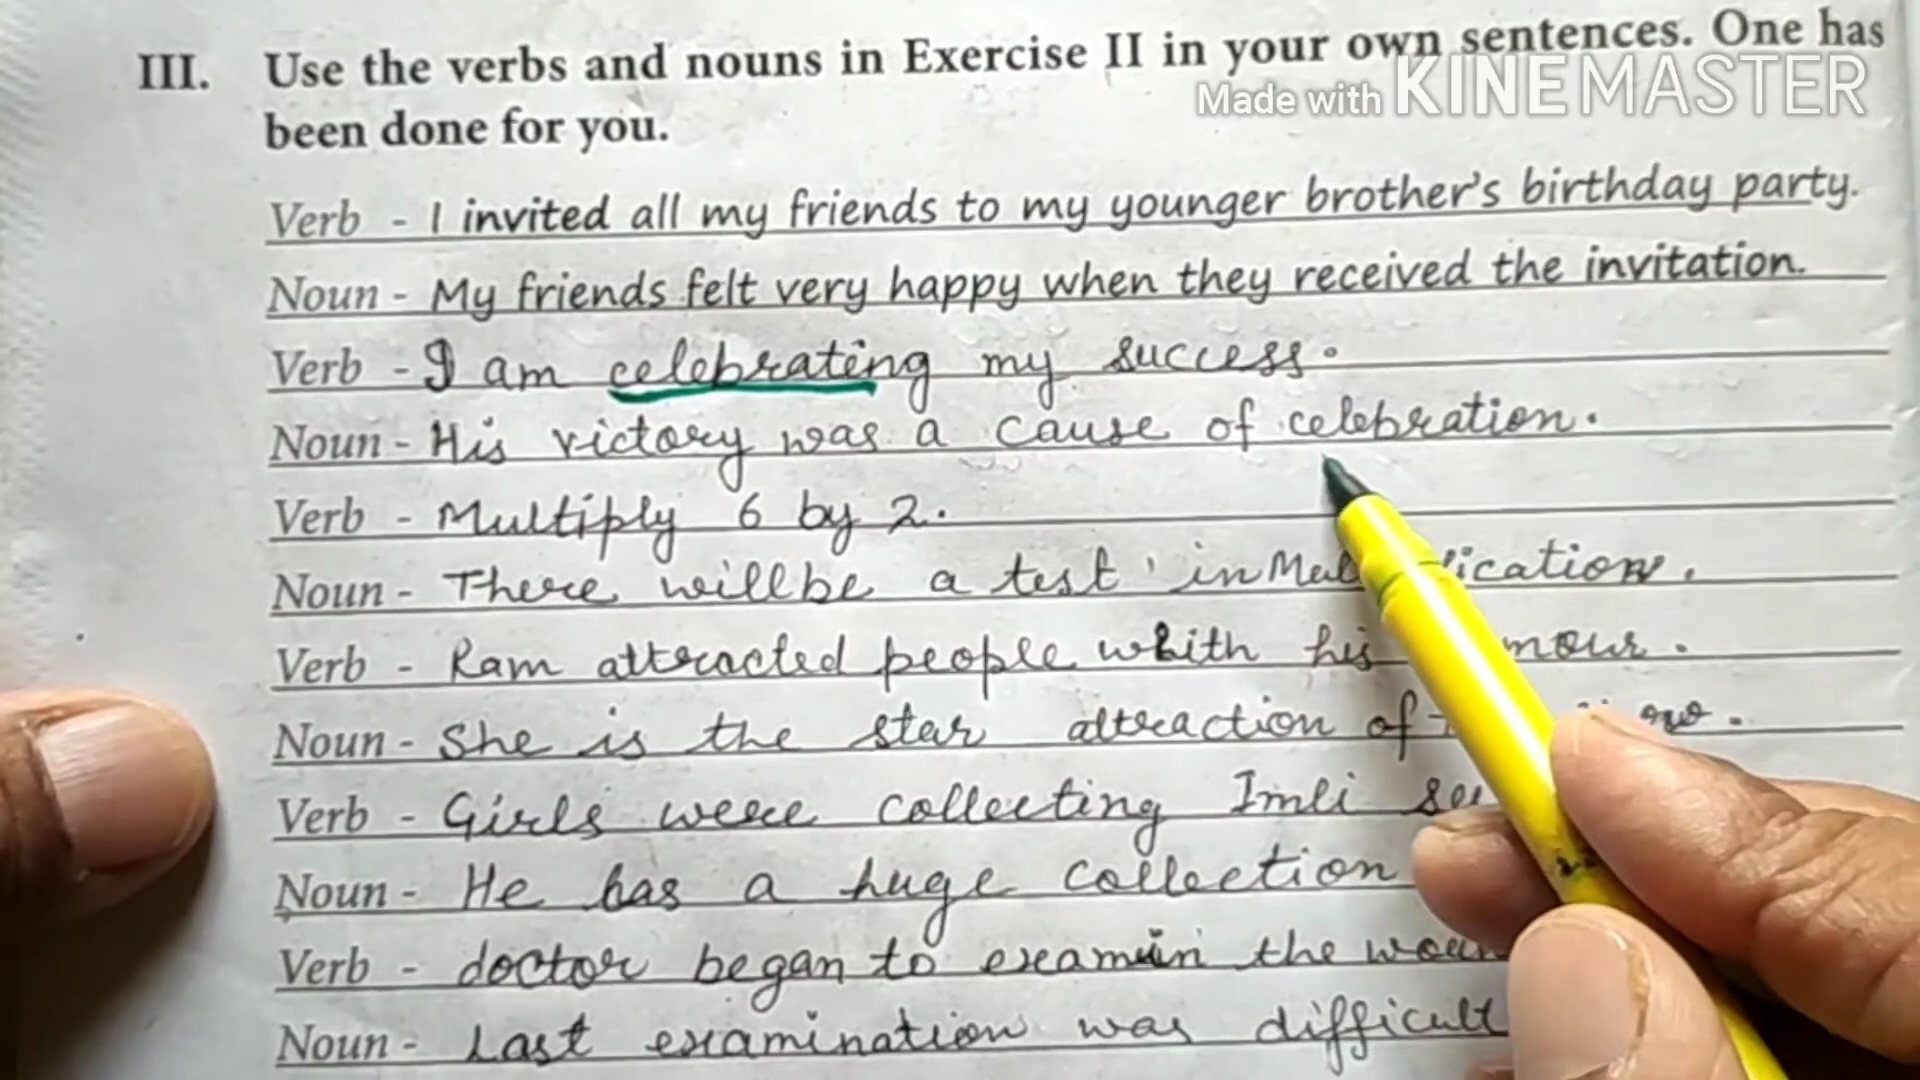 III. Use the verbs and nouns in Exercise II in your own sentences. One has
Made with KINEMASTER
been done for you.
Verb - I invited all my friends to my younger brother's birthday party.
Noun - My friends felt very happy when they received the invitation.
Verb - I am celebrating my success.
Noun - His victory was a cause of celebration.
Verb - Multiply 6 by 2.
Noun - There will be a test in
Verb - Ram attracted people his
Noun - She is the star attraction of
Verb - Girls were collecting Imli
Noun - He has a huge collection
Verb - doctor began to examin the
Noun - Last examination was difficult